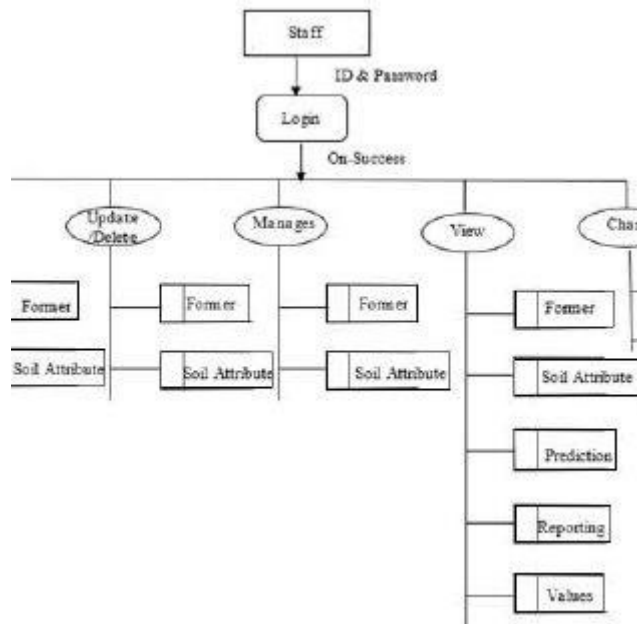 Staff
ID & Password
Login
On-Success
Update
/Delete
Manages
View
Former
Former
Former
Former
Soil Attribute
Soil Attribute
Soil Attribute
Soil Attribute
Prediction
Reporting
Values